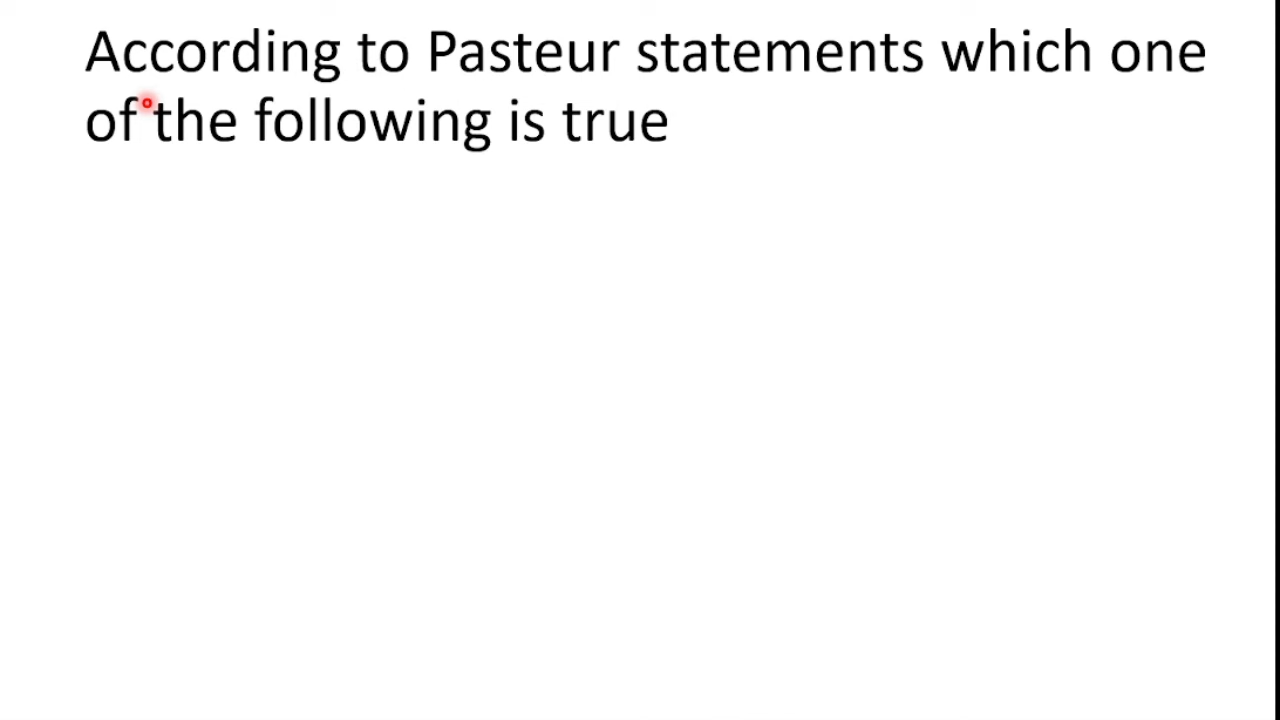 According to Pasteur statements which one
of the following is true